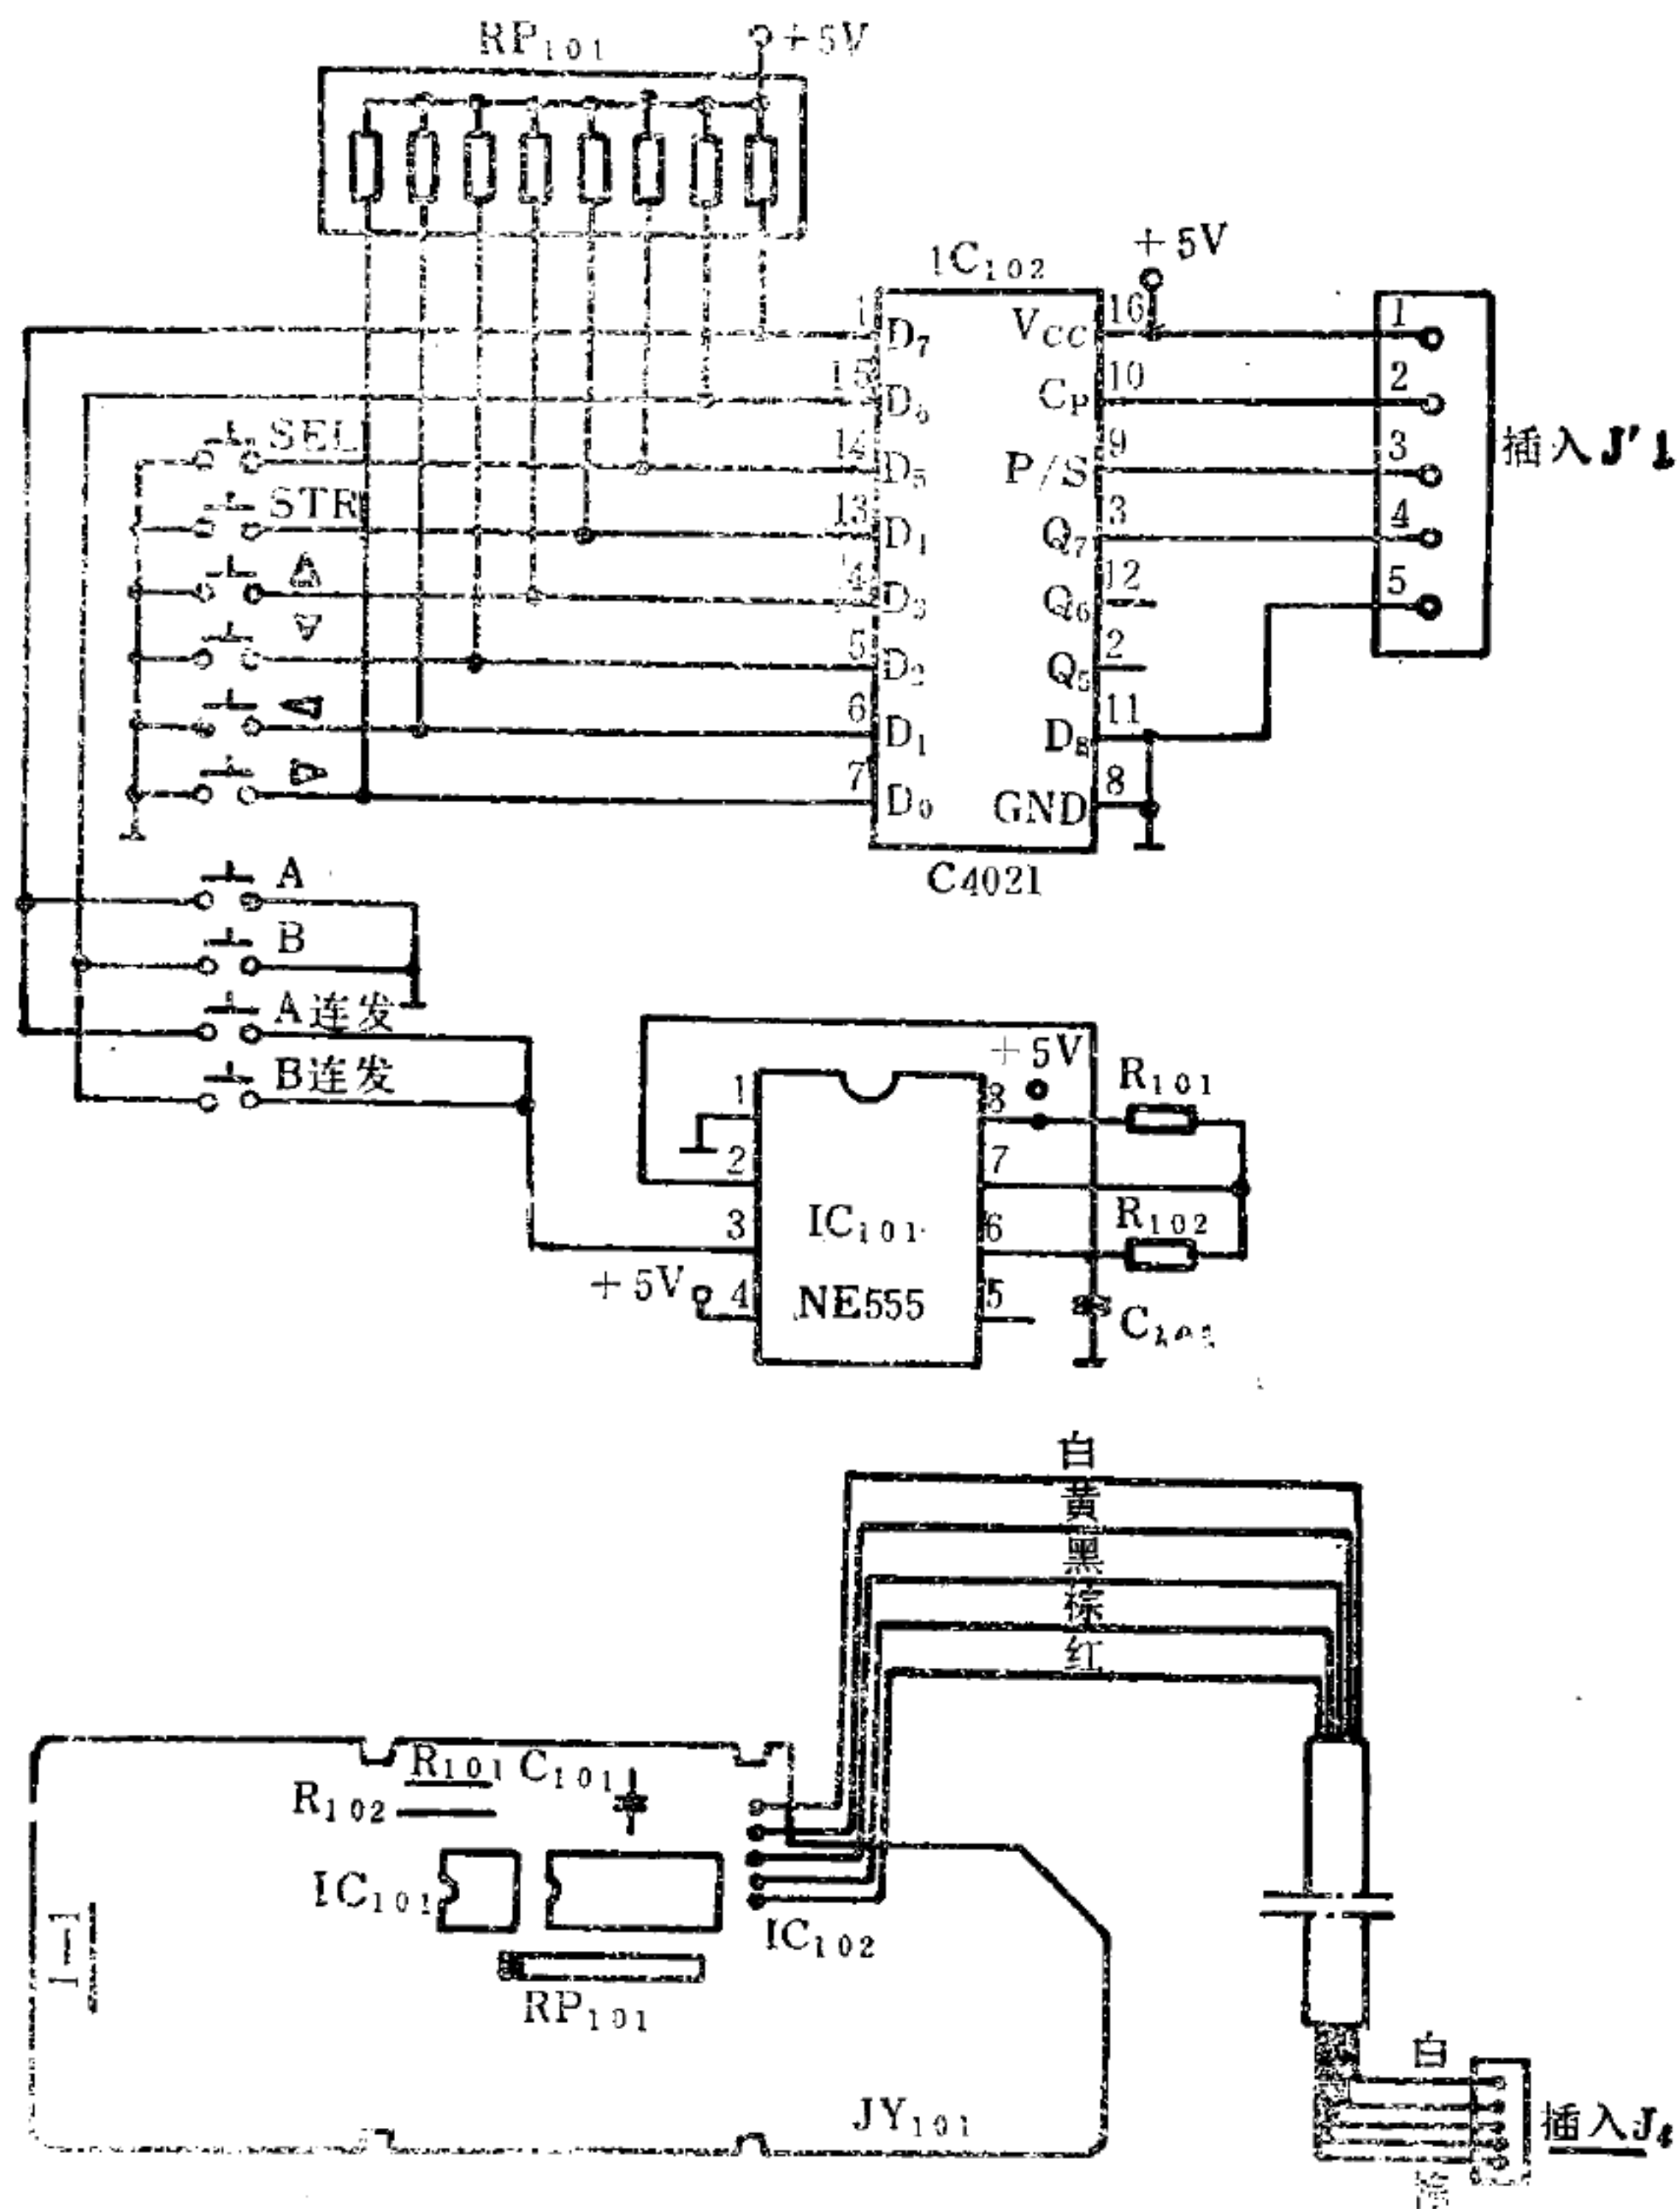 RP101
+5V
IC102
+5V
1
D7
VCC
16
1
15
D6
CP
10
2
SEL
14
D5
P/S
9
3
插入J'1
STR
13
D1
Q7
3
4
4
D3
Q6
12
5
5
D2
Q5
2
6
D1
11
7
D0
GND
8
C4021
A
B
A连发
B连发
+5V
R101
1
8
2
7
3
IC101
6
R102
+5V
4
NE555
5
白
黄
黑
棕
红
R101
C101
R102
IC101
IC102
1-1
RP101
JY101
白
插入J4